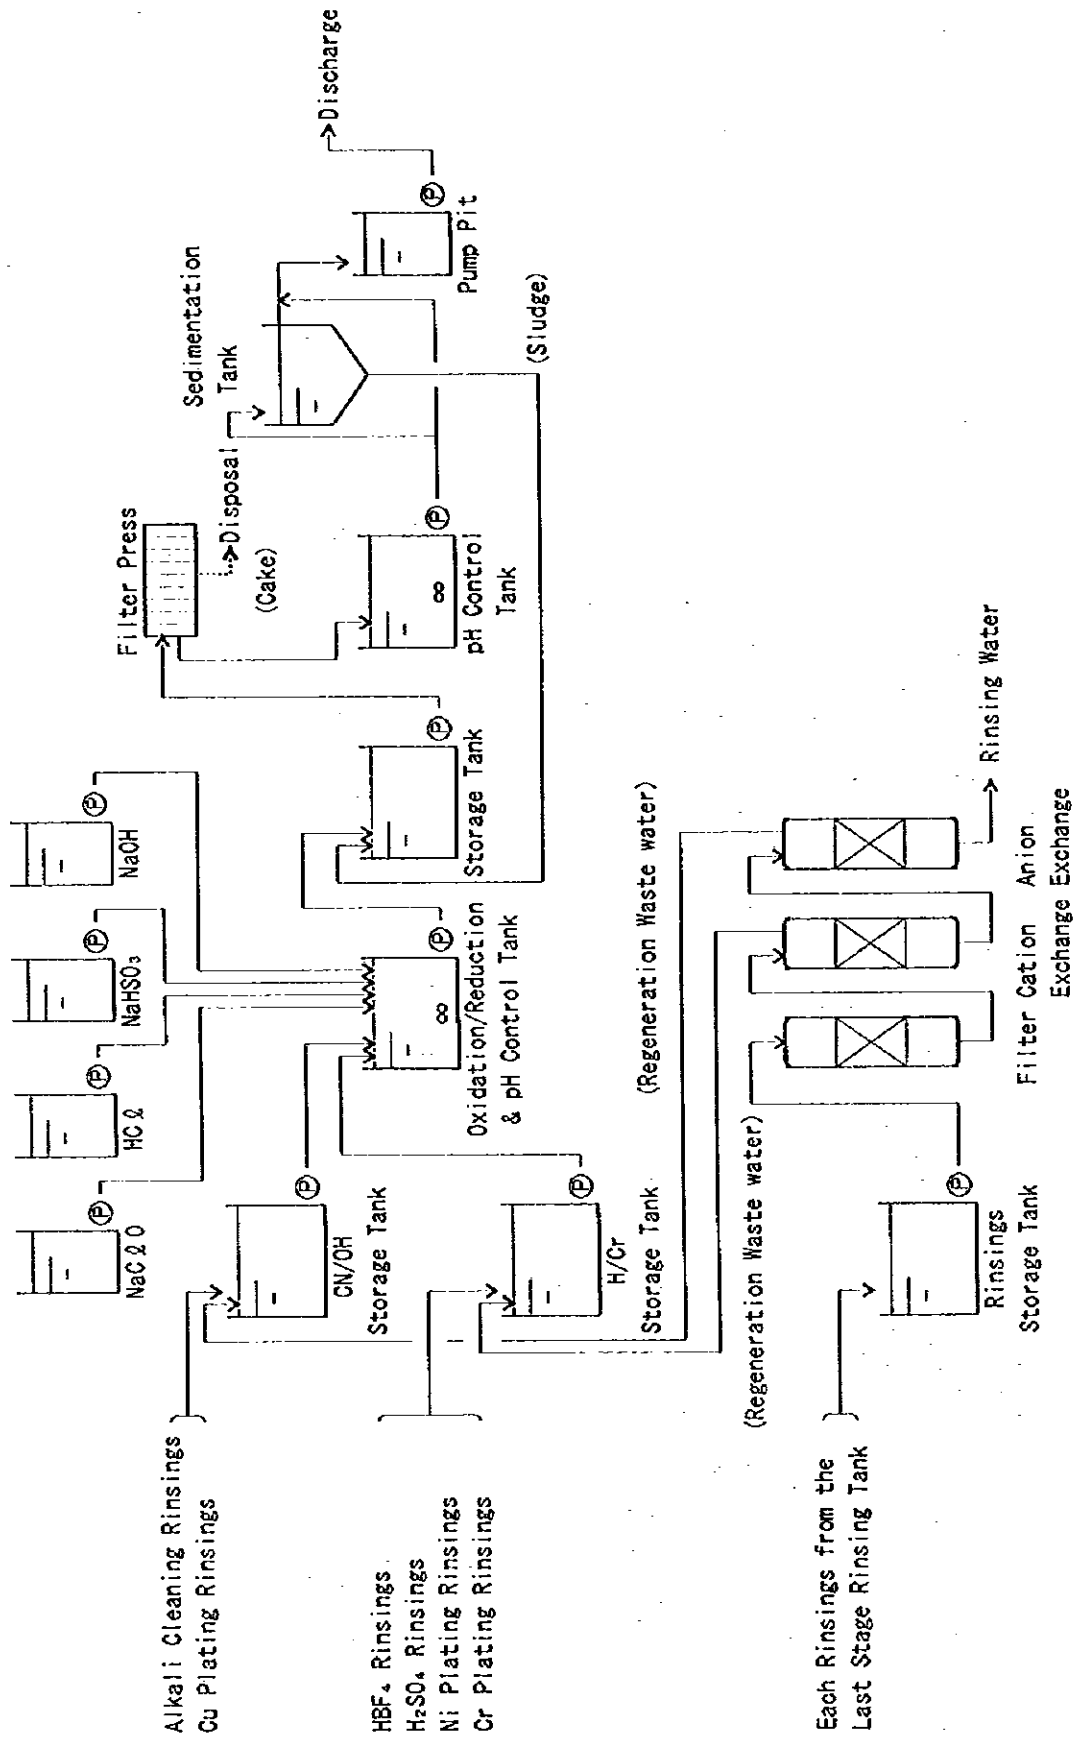 NaCℓO
HCℓ
NaHSO₃
NaOH
Filter Press
(Cake)
Disposal
Sedimentation
Tank
Discharge
Alkali Cleaning Rinsings
Cu Plating Rinsings
CN/OH
Storage Tank
Oxidation/Reduction
& pH Control Tank
Storage Tank
pH Control
Tank
Pump Pit
(Sludge)
HBF₄ Rinsings
H₂SO₄ Rinsings
Ni Plating Rinsings
Cr Plating Rinsings
H/Cr
Storage Tank
(Regeneration Waste water)
(Regeneration Waste water)
Each Rinsings from the
Last Stage Rinsing Tank
Rinsings
Storage Tank
Filter Cation Anion
Exchange Exchange
Rinsing Water
P
P
P
P
P
P
P
P
P
P
P